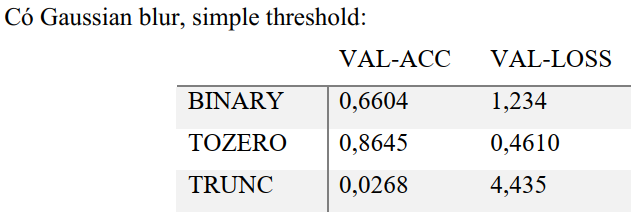 Có Gaussian blur, simple threshold:
VAL-ACC VAL-LOSS
BINARY 0,6604 1,234
TOZERO 0,8645 0,4610
TRUNC 0,0268 4,435